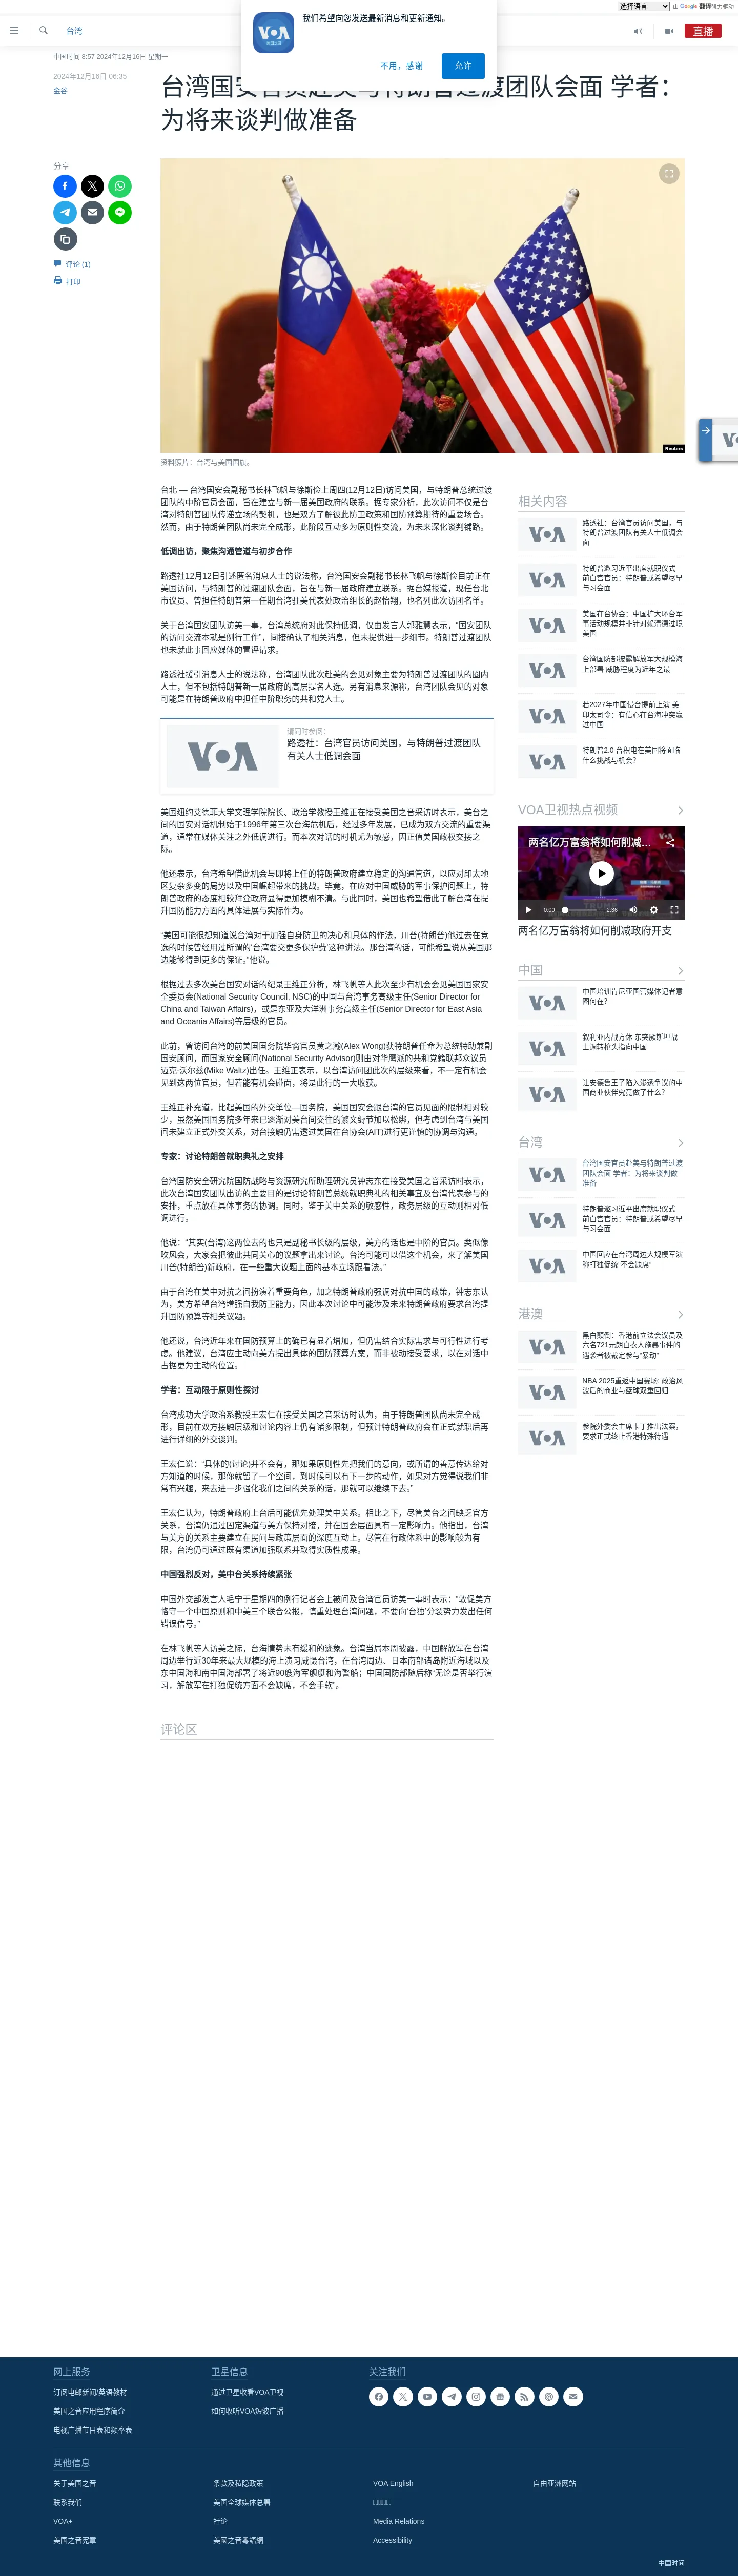 选择语言
由 Google 翻译强力驱动
我们希望向您发送最新消息和更新通知。
不用，感谢
允许
台湾
直播
中国时间 8:57 2024年12月16日 星期一
2024年12月16日 06:35
金谷
台湾国安官员赴美与特朗普过渡团队会面 学者：
为将来谈判做准备
分享
评论 (1)
打印
Reuters
资料照片：台湾与美国国旗。
台北 — 台湾国安会副秘书长林飞帆与徐斯俭上周四(12月12日)访问美国，与特朗普总统过渡
团队的中阶官员会面，旨在建立与新一届美国政府的联系。据专家分析，此次访问不仅是台
湾对特朗普团队传递立场的契机，也是双方了解彼此防卫政策和国防预算期待的重要场合。
然而，由于特朗普团队尚未完全成形，此阶段互动多为原则性交流，为未来深化谈判铺路。
低调出访，聚焦沟通管道与初步合作
路透社12月12日引述匿名消息人士的说法称，台湾国安会副秘书长林飞帆与徐斯俭目前正在
美国访问，与特朗普的过渡团队会面，旨在与新一届政府建立联系。据台媒报道，现任台北
市议员、曾担任特朗普第一任期台湾驻美代表处政治组长的赵怡翔，也名列此次访团名单。
关于台湾国安团队访美一事，台湾总统府对此保持低调，仅由发言人郭雅慧表示，“国安团队
的访问交流本就是例行工作”，间接确认了相关消息，但未提供进一步细节。特朗普过渡团队
也未就此事回应媒体的置评请求。
路透社援引消息人士的说法称，台湾团队此次赴美的会见对象主要为特朗普过渡团队的圈内
人士，但不包括特朗普新一届政府的高层提名人选。另有消息来源称，台湾团队会见的对象
可能是在特朗普政府中担任中阶职务的共和党人士。
VOA
请同时参阅:
路透社：台湾官员访问美国，与特朗普过渡团队
有关人士低调会面
美国纽约艾德菲大学文理学院院长、政治学教授王维正在接受美国之音采访时表示，美台之
间的国安对话机制始于1996年第三次台海危机后，经过多年发展，已成为双方交流的重要渠
道，通常在媒体关注之外低调进行。而本次对话的时机尤为敏感，因正值美国政权交接之
际。
他还表示，台湾希望借此机会与即将上任的特朗普政府建立稳定的沟通管道，以应对印太地
区复杂多变的局势以及中国崛起带来的挑战。毕竟，在应对中国威胁的军事保护问题上，特
朗普政府的态度相较拜登政府显得更加模糊不清。与此同时，美国也希望借此了解台湾在提
升国防能力方面的具体进展与实际作为。
“美国可能很想知道说台湾对于加强自身防卫的决心和具体的作法，川普(特朗普)他过去在竞
选的时候曾经用过所谓的‘台湾要交更多保护费’这种讲法。那台湾的话，可能希望说从美国那
边能够得到更多的保证。”他说。
根据过去多次美台国安对话的纪录王维正分析，林飞帆等人此次至少有机会会见美国国家安
全委员会(National Security Council, NSC)的中国与台湾事务高级主任(Senior Director for
China and Taiwan Affairs)，或是东亚及大洋洲事务高级主任(Senior Director for East Asia
and Oceania Affairs)等层级的官员。
此前，曾访问台湾的前美国国务院华裔官员黄之瀚(Alex Wong)获特朗普任命为总统特助兼副
国安顾问，而国家安全顾问(National Security Advisor)则由对华鹰派的共和党籍联邦众议员
迈克·沃尔兹(Mike Waltz)出任。王维正表示，以台湾访问团此次的层级来看，不一定有机会
见到这两位官员，但若能有机会碰面，将是此行的一大收获。
王维正补充道，比起美国的外交单位—国务院，美国国安会跟台湾的官员见面的限制相对较
少，虽然美国国务院多年来已逐渐对美台间交往的繁文缛节加以松绑，但考虑到台湾与美国
间未建立正式外交关系，对台接触仍需透过美国在台协会(AIT)进行更谨慎的协调与沟通。
专家：讨论特朗普就职典礼之安排
台湾国防安全研究院国防战略与资源研究所助理研究员钟志东在接受美国之音采访时表示，
此次台湾国安团队出访的主要目的是讨论特朗普总统就职典礼的相关事宜及台湾代表参与的
安排，重点放在具体事务的协调。同时，鉴于美中关系的敏感性，政务层级的互动则相对低
调进行。
他说：“其实(台湾)这两位去的也只是副秘书长级的层级，美方的话也是中阶的官员。类似像
吹风会，大家会把彼此共同关心的议题拿出来讨论。台湾可能可以借这个机会，来了解美国
川普(特朗普)新政府，在一些重大议题上面的基本立场跟看法。”
由于台湾在美中对抗之间扮演着重要角色，加之特朗普政府强调对抗中国的政策，钟志东认
为，美方希望台湾增强自我防卫能力，因此本次讨论中可能涉及未来特朗普政府要求台湾提
升国防预算等相关议题。
他还说，台湾近年来在国防预算上的确已有显着增加，但仍需结合实际需求与可行性进行考
虑。他建议，台湾应主动向美方提出具体的国防预算方案，而非被动接受要求，以在对话中
占据更为主动的位置。
学者：互动限于原则性探讨
台湾成功大学政治系教授王宏仁在接受美国之音采访时认为，由于特朗普团队尚未完全成
形，目前在双方接触层级和讨论内容上仍有诸多限制，但预计特朗普政府会在正式就职后再
进行详细的外交谈判。
王宏仁说：“具体的(讨论)并不会有，那如果原则性先把我们的意向，或所谓的善意传达给对
方知道的时候，那你就留了一个空间，到时候可以有下一步的动作，如果对方觉得说我们非
常有兴趣，来去进一步强化我们之间的关系的话，那就可以继续下去。”
王宏仁认为，特朗普政府上台后可能优先处理美中关系。相比之下，尽管美台之间缺乏官方
关系，台湾仍通过固定渠道与美方保持对接，并在国会层面具有一定影响力。他指出，台湾
与美方的关系主要建立在民间与政策层面的深度互动上。尽管在行政体系中的影响较为有
限，台湾仍可通过既有渠道加强联系并取得实质性成果。
中国强烈反对，美中台关系持续紧张
中国外交部发言人毛宁于星期四的例行记者会上被问及台湾官员访美一事时表示：“敦促美方
恪守一个中国原则和中美三个联合公报，慎重处理台湾问题，不要向‘台独’分裂势力发出任何
错误信号。”
在林飞帆等人访美之际，台海情势未有缓和的迹象。台湾当局本周披露，中国解放军在台湾
周边举行近30年来最大规模的海上演习威慑台湾，在台湾周边、日本南部诸岛附近海域以及
东中国海和南中国海部署了将近90艘海军舰艇和海警船；中国国防部随后称“无论是否举行演
习，解放军在打独促统方面不会缺席，不会手软”。
评论区
相关内容
路透社：台湾官员访问美国，与
特朗普过渡团队有关人士低调会
面
特朗普邀习近平出席就职仪式
前白宫官员：特朗普或希望尽早
与习会面
美国在台协会：中国扩大环台军
事活动规模并非针对赖清德过境
美国
台湾国防部披露解放军大规模海
上部署 威胁程度为近年之最
若2027年中国侵台提前上演 美
印太司令：有信心在台海冲突赢
过中国
特朗普2.0 台积电在美国将面临
什么挑战与机会？
VOA卫视热点视频
两名亿万富翁将如何削减...
0:00
2:36
两名亿万富翁将如何削减政府开支
中国
中国培训肯尼亚国营媒体记者意
图何在？
叙利亚内战方休 东突厥斯坦战
士调转枪头指向中国
让安德鲁王子陷入渗透争议的中
国商业伙伴究竟做了什么？
台湾
台湾国安官员赴美与特朗普过渡
团队会面 学者：为将来谈判做
准备
特朗普邀习近平出席就职仪式
前白宫官员：特朗普或希望尽早
与习会面
中国回应在台湾周边大规模军演
称打独促统“不会缺席”
港澳
黑白颠倒：香港前立法会议员及
六名721元朗白衣人施暴事件的
遇袭者被裁定参与“暴动”
NBA 2025重返中国赛场: 政治风
波后的商业与篮球双重回归
参院外委会主席卡丁推出法案，
要求正式终止香港特殊待遇
网上服务
订阅电邮新闻/英语教材
美国之音应用程序简介
电视广播节目表和频率表
卫星信息
通过卫星收看VOA卫视
如何收听VOA短波广播
关注我们
其他信息
关于美国之音
条款及私隐政策
VOA English
自由亚洲网站
联系我们
美国全球媒体总署
VOA+
社论
Media Relations
美国之音宪章
美國之音粵語網
Accessibility
中国时间